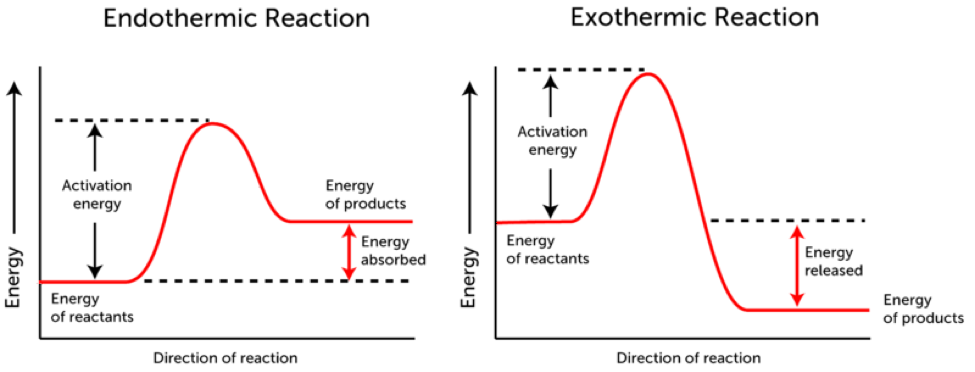 Endothermic Reaction
Energy
Activation
energy
Energy
of reactants
Energy
of products
Energy
absorbed
Direction of reaction
Exothermic Reaction
Energy
Activation
energy
Energy
of reactants
Energy
released
Energy
of products
Direction of reaction